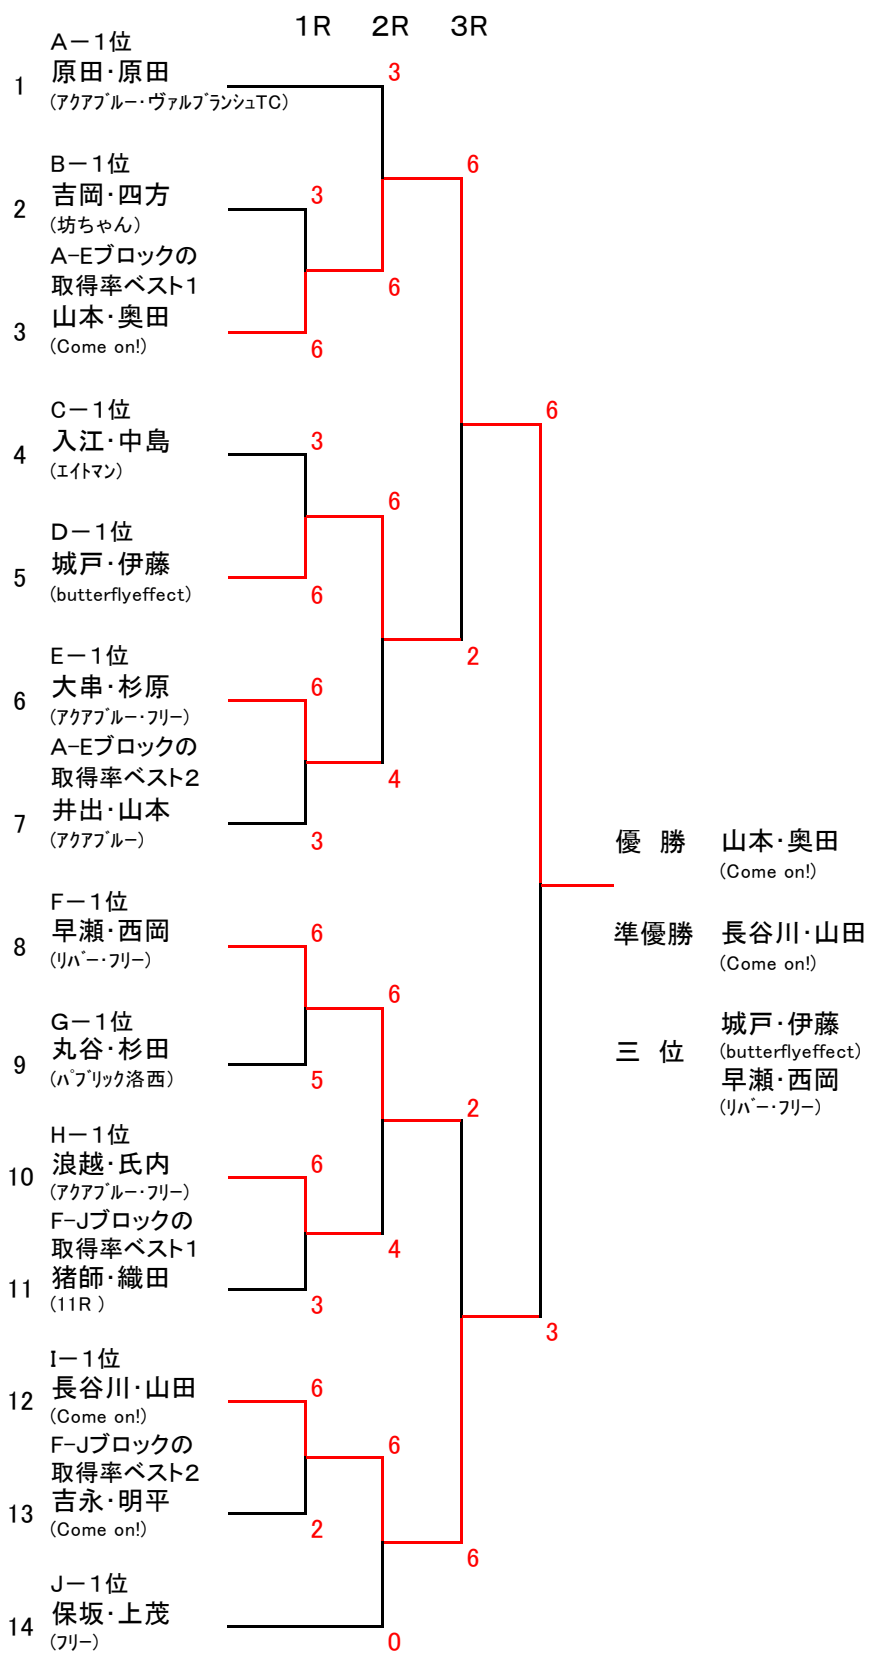 1R 2R 3R
A－1位
1 原田・原田 3
(ｱｸｱﾌﾞﾙｰ・ヴｧﾙﾌﾞﾗﾝｼｭTC)
B－1位 6
2 吉岡・四方 3
(坊ちゃん)
A-Eブロックの
取得率ベスト1 6
3 山本・奥田
(Come on!) 6
C－1位 6
4 入江・中島 3
(ｴｲﾄﾏﾝ)
6
D－1位
5 城戸・伊藤
(butterflyeffect) 6
E－1位 2
6 大串・杉原 6
(ｱｸｱﾌﾞﾙｰ・ﾌﾘｰ)
A-Eブロックの
取得率ベスト2 4
7 井出・山本
(ｱｸｱﾌﾞﾙｰ) 3
優 勝 山本・奥田
(Come on!)
F－1位
8 早瀬・西岡 6
(ﾘﾊﾞｰ・ﾌﾘｰ)
準優勝 長谷川・山田
(Come on!)
6
G－1位
9 丸谷・杉田
(ﾊﾟﾌﾞﾘｯｸ洛西) 5
城戸・伊藤
三 位 (butterflyeffect)
早瀬・西岡
(ﾘﾊﾞｰ・ﾌﾘｰ)
2
H－1位
10 浪越・氏内 6
(ｱｸｱﾌﾞﾙｰ・ﾌﾘｰ)
F-Jブロックの
取得率ベスト1 4
11 猪師・織田
(11R ) 3
3
I－1位
12 長谷川・山田 6
(Come on!)
F-Jブロックの 6
取得率ベスト2
13 吉永・明平
(Come on!) 2
6
J－1位
14 保坂・上茂
(ﾌﾘｰ) 0